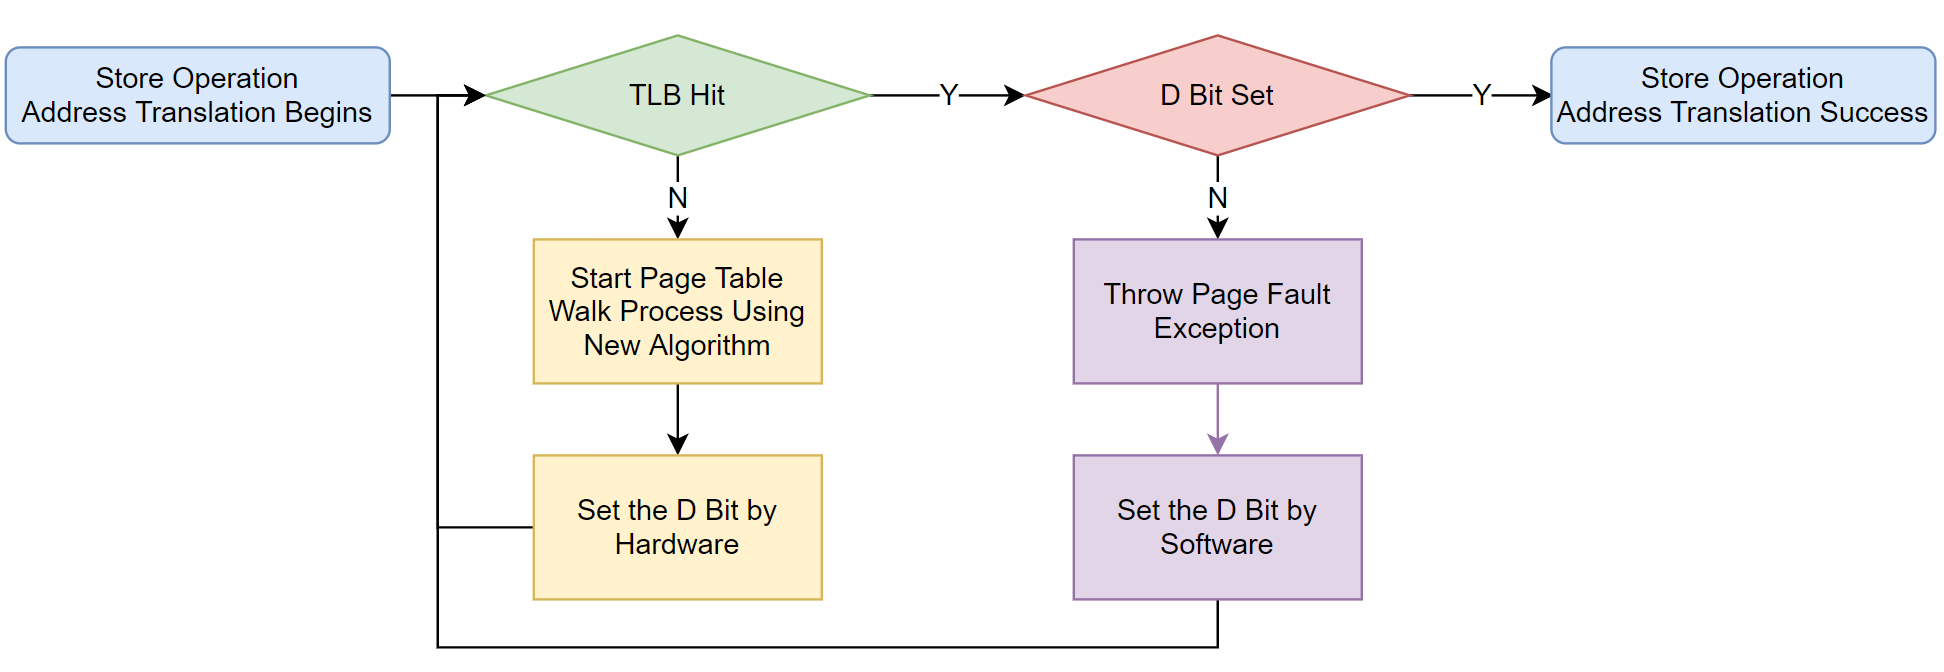 Store Operation
Address Translation Begins
TLB Hit
Y
D Bit Set
Y
Store Operation
Address Translation Success
N
N
Start Page Table
Walk Process Using
New Algorithm
Throw Page Fault
Exception
Set the D Bit by
Hardware
Set the D Bit by
Software